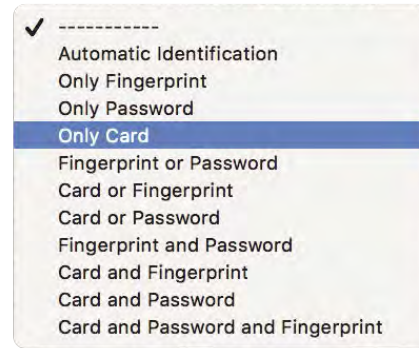 -----------
Automatic Identification
Only Fingerprint
Only Password
Only Card
Fingerprint or Password
Card or Fingerprint
Card or Password
Fingerprint and Password
Card and Fingerprint
Card and Password
Card and Password and Fingerprint